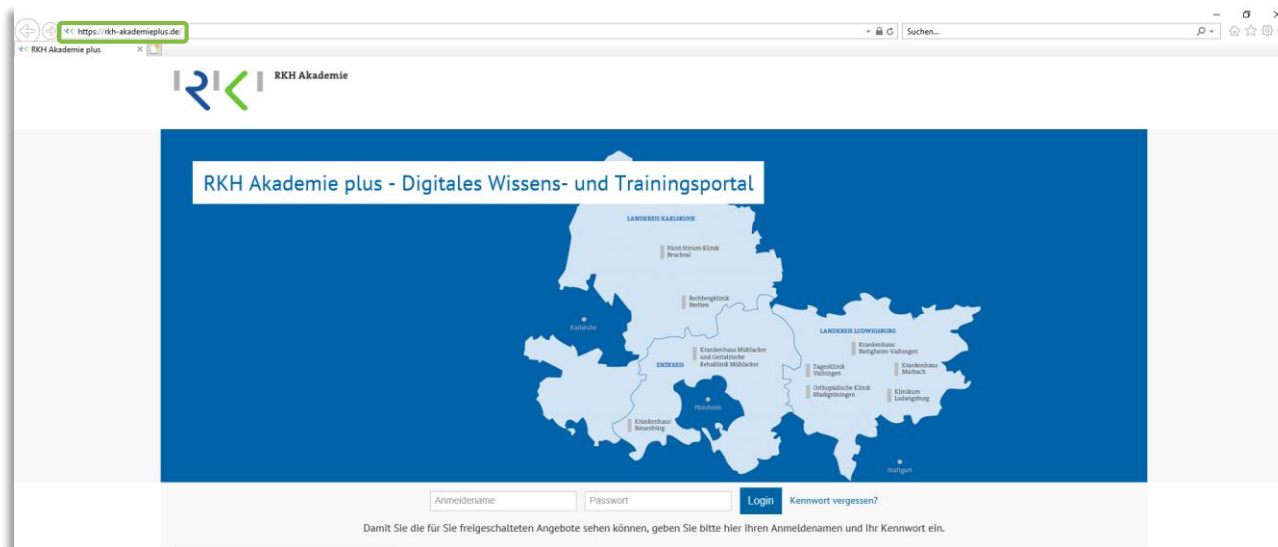 https://rkh-akademieplus.de/
Suchen...
RKH Akademie plus
RKH Akademie
RKH Akademie plus - Digitales Wissens- und Trainingsportal
LANDKREIS KARLSRUHE
Fürst-Stirum-Klinik
Bruchsal
Rechbergklinik
Bretten
Karlsruhe
LANDKREIS LUDWIGSBURG
Krankenhaus
Bietigheim-Vaihingen
Krankenhaus Mühlacker
und Geriatrische
Rehaklinik Mühlacker
ENZKREIS
Tagesklinik
Vaihingen
Krankenhaus
Marbach
Orthopädische Klinik
Markgröningen
Klinikum
Ludwigsburg
Pforzheim
Krankenhaus
Neuenbürg
Stuttgart
Anmeldename
Passwort
Login
Kennwort vergessen?
Damit Sie die für Sie freigeschalteten Angebote sehen können, geben Sie bitte hier Ihren Anmeldenamen und Ihr Kennwort ein.